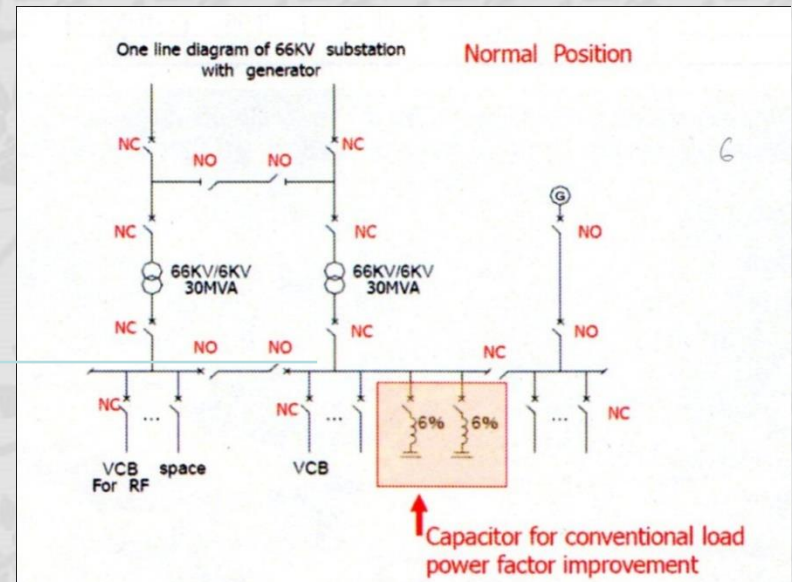 One line diagram of 66KV substation
with generator
Normal Position
NC
NC
NO
NO
6
G
NC
NC
NO
66KV/6KV
30MVA
66KV/6KV
30MVA
NC
NC
NO
NO
NO
NC
NC
...
NC
...
6%
6%
...
NC
VCB space
For RF
VCB
Capacitor for conventional load
power factor improvement